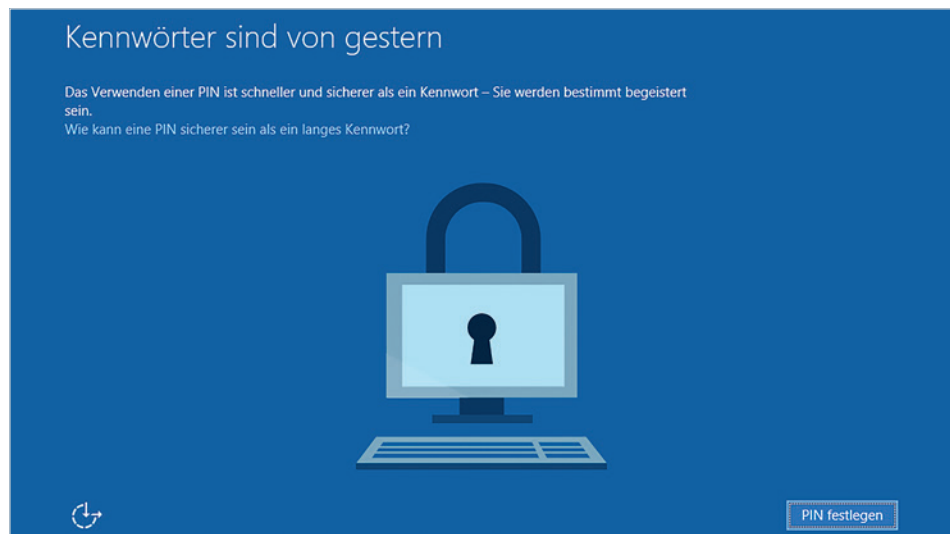 Kennwörter sind von gestern
Das Verwenden einer PIN ist schneller und sicherer als ein Kennwort – Sie werden bestimmt begeistert
sein.
Wie kann eine PIN sicherer sein als ein langes Kennwort?
PIN festlegen